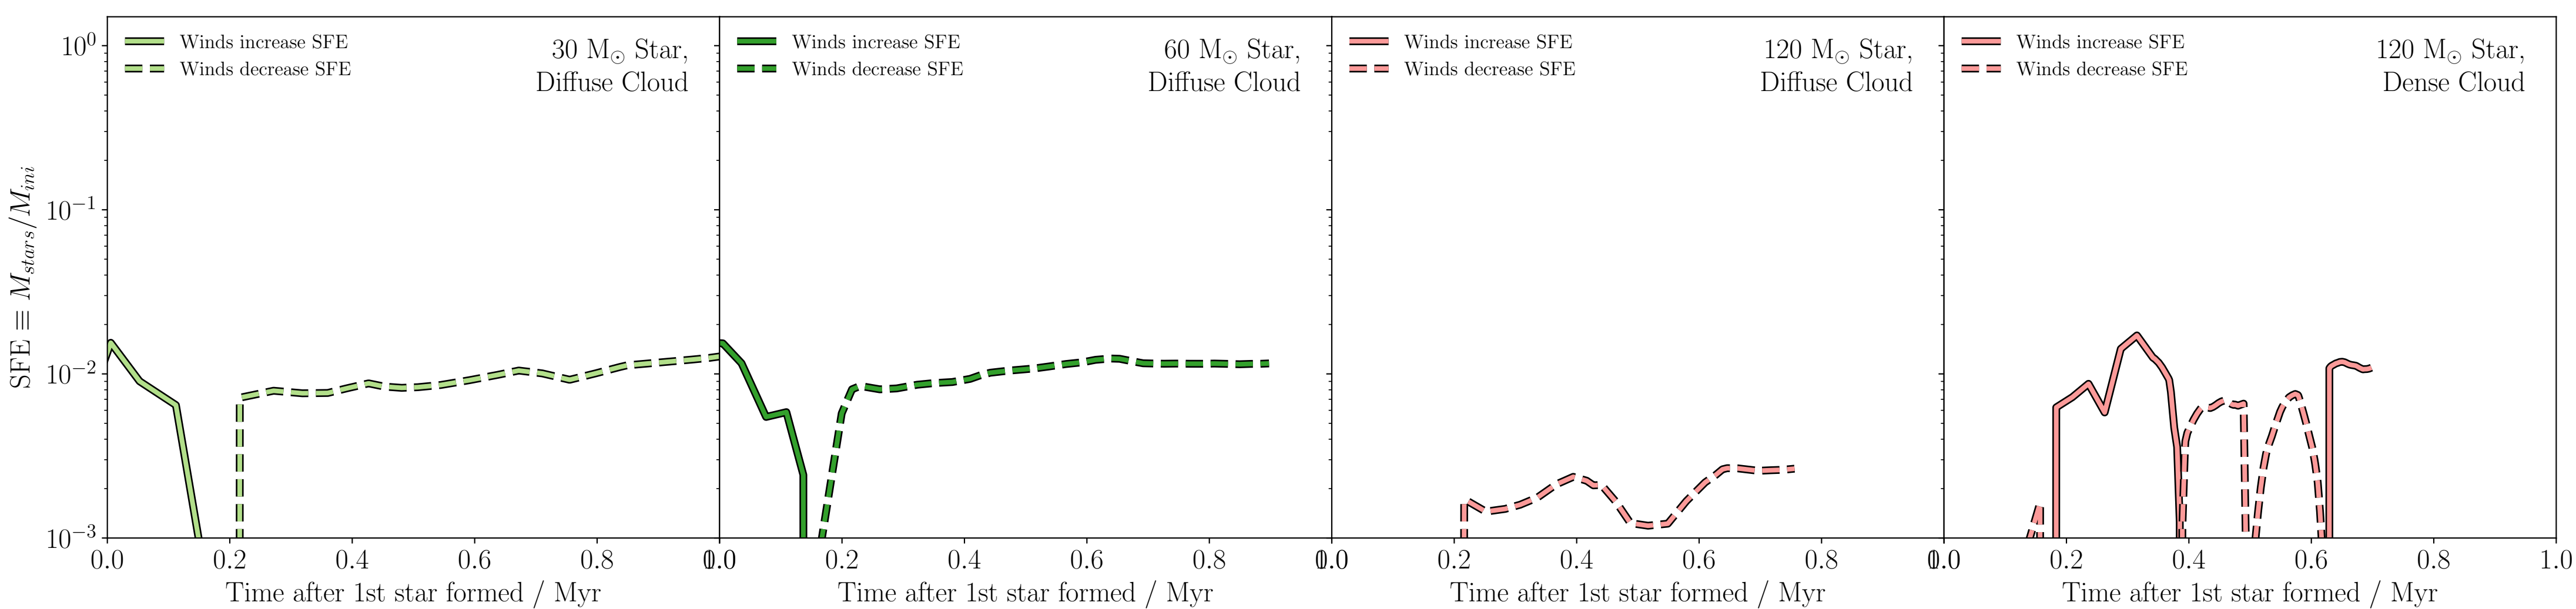 Winds increase SFE
Winds decrease SFE
30 M⊙ Star,
Diffuse Cloud
Winds increase SFE
Winds decrease SFE
60 M⊙ Star,
Diffuse Cloud
Winds increase SFE
Winds decrease SFE
120 M⊙ Star,
Diffuse Cloud
Winds increase SFE
Winds decrease SFE
120 M⊙ Star,
Dense Cloud
SFE ≡ M_stars/M_ini
10^0
10^−1
10^−2
10^−3
0.0 0.2 0.4 0.6 0.8 1.0
0.0 0.2 0.4 0.6 0.8 1.0
0.0 0.2 0.4 0.6 0.8 1.0
0.0 0.2 0.4 0.6 0.8 1.0
Time after 1st star formed / Myr
Time after 1st star formed / Myr
Time after 1st star formed / Myr
Time after 1st star formed / Myr